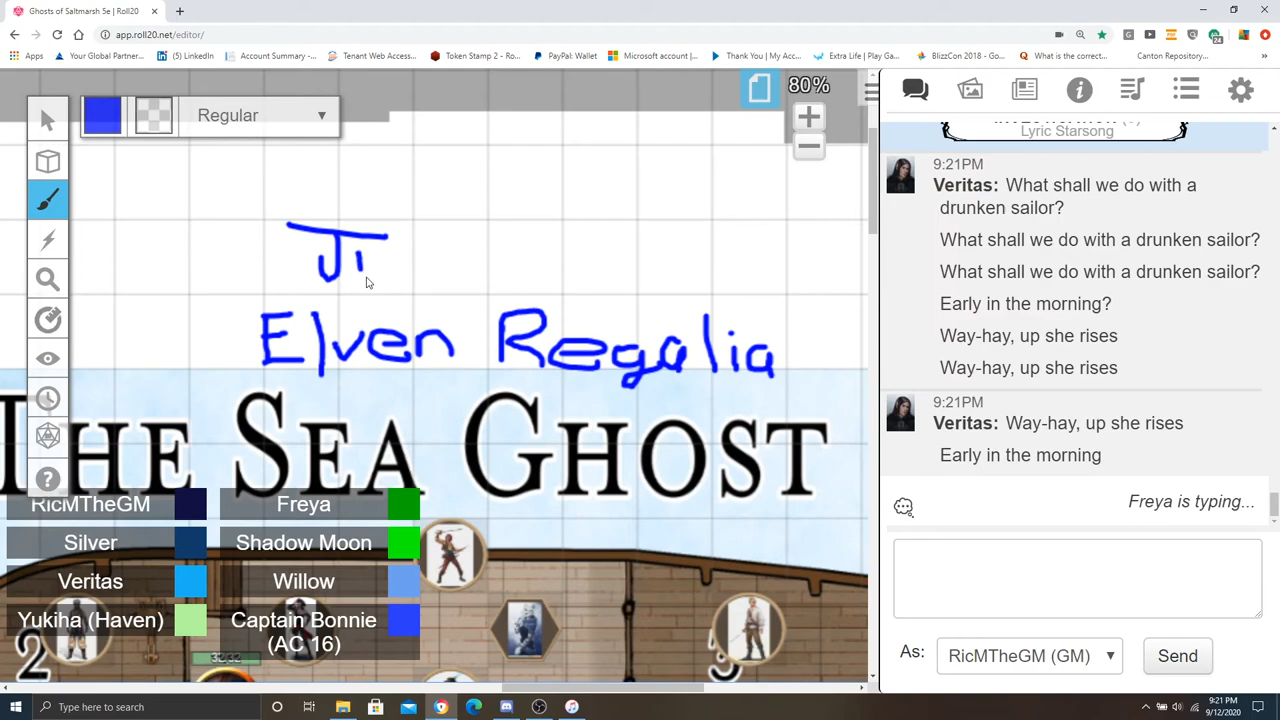 Ghosts of Saltmarsh 5e | Roll20
app.roll20.net/editor/
Apps
Your Global Partner...
LinkedIn
(5) LinkedIn
Account Summary -...
Tenant Web Access...
Token Stamp 2 - Ro...
PayPal: Wallet
Microsoft account |...
Thank You | My Acc...
Extra Life | Play Ga...
BlizzCon 2018 - Go...
What is the correct...
Canton Repository...
Regular
80%
Ji
Elven Regalia
THE SEA GHOST
RicMTheGM
Freya
Silver
Shadow Moon
Veritas
Willow
Yukiha (Haven)
Captain Bonnie
(AC 16)
32/32
2
9
Lyric Starsong
9:21PM
Veritas: What shall we do with a
drunken sailor?
What shall we do with a drunken sailor?
What shall we do with a drunken sailor?
Early in the morning?
Way-hay, up she rises
Way-hay, up she rises
9:21PM
Veritas: Way-hay, up she rises
Early in the morning
Freya is typing...
As:
RicMTheGM (GM)
Send
Type here to search
9:21 PM
9/12/2020